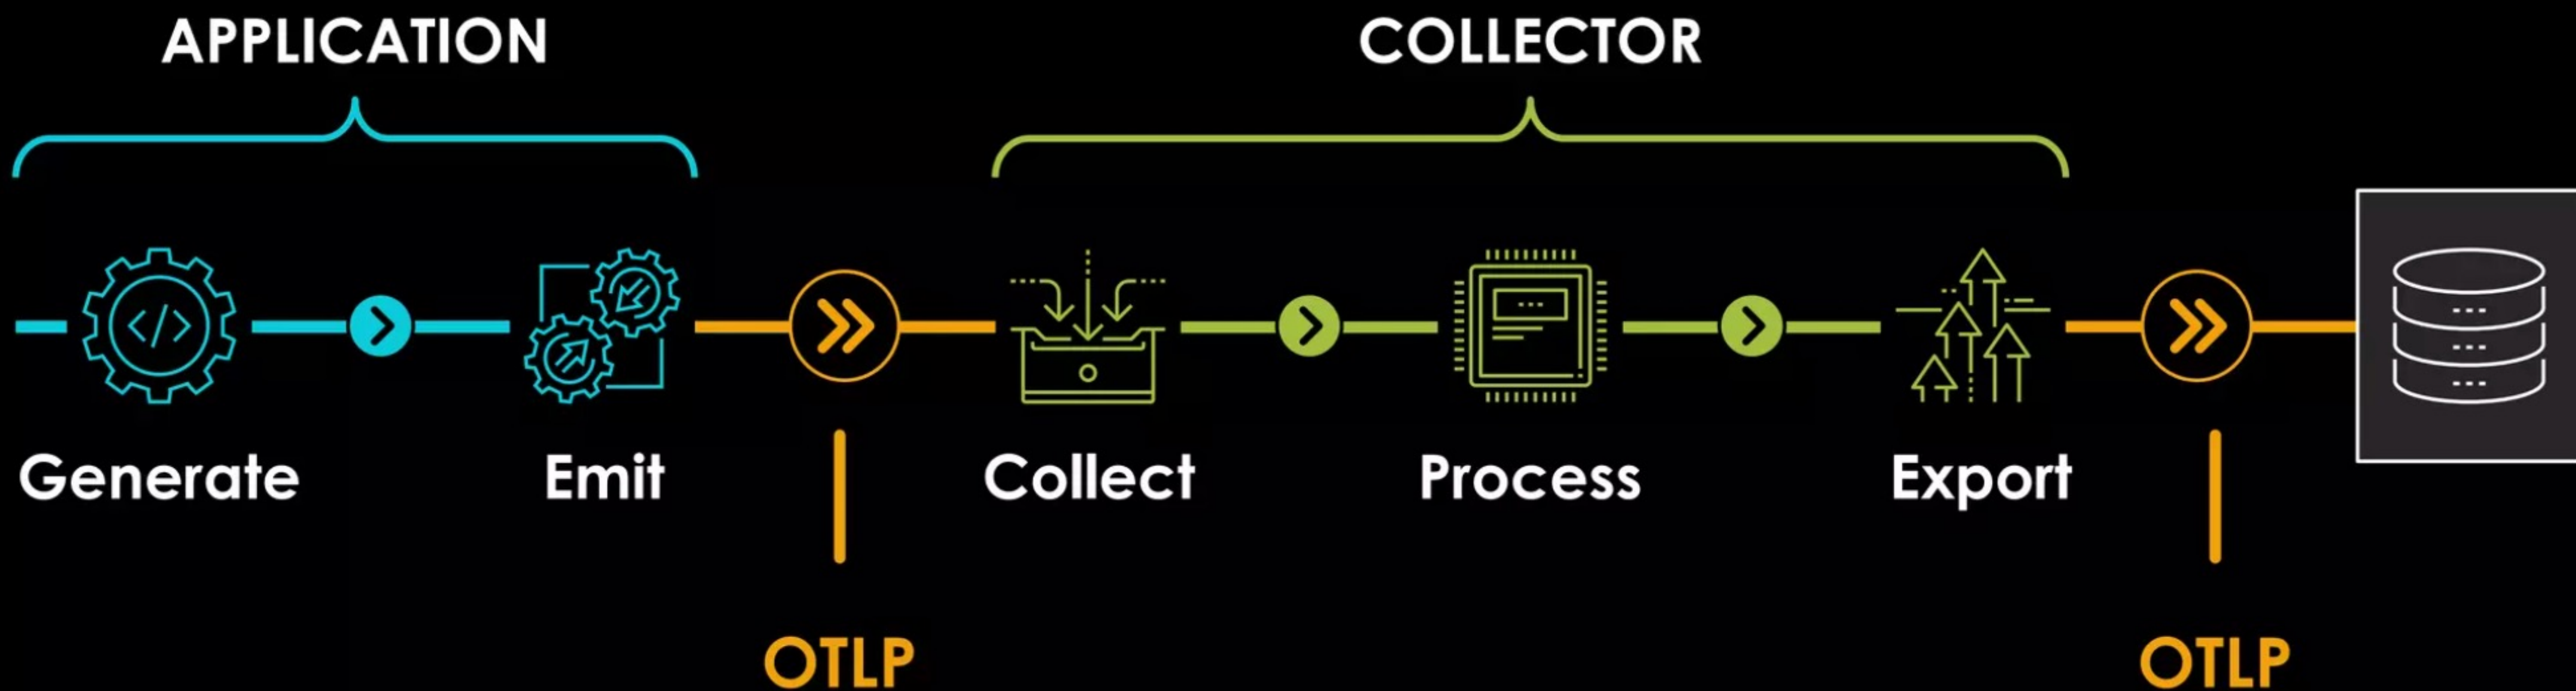 APPLICATION
COLLECTOR
Generate
Emit
Collect
Process
Export
OTLP
OTLP